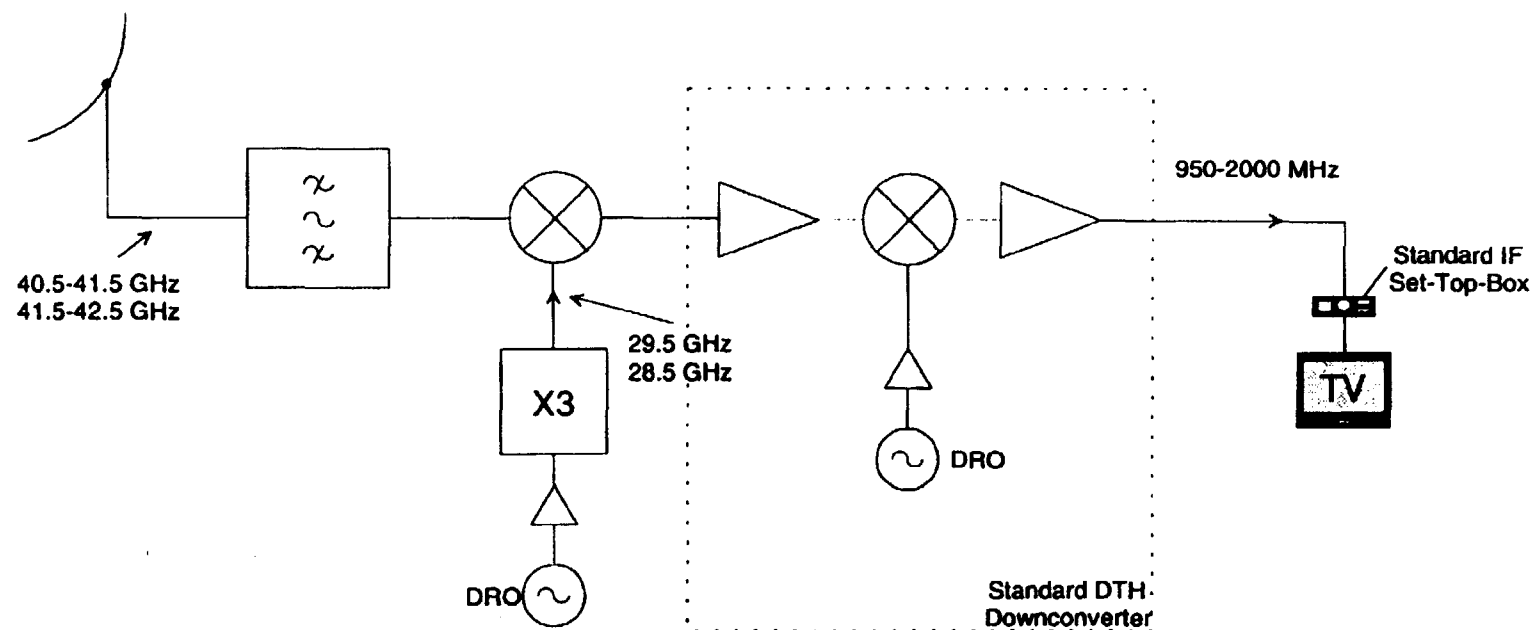 950-2000 MHz
40.5-41.5 GHz
41.5-42.5 GHz
Standard IF
Set-Top-Box
29.5 GHz
28.5 GHz
X3
TV
DRO
DRO
Standard DTH
Downconverter